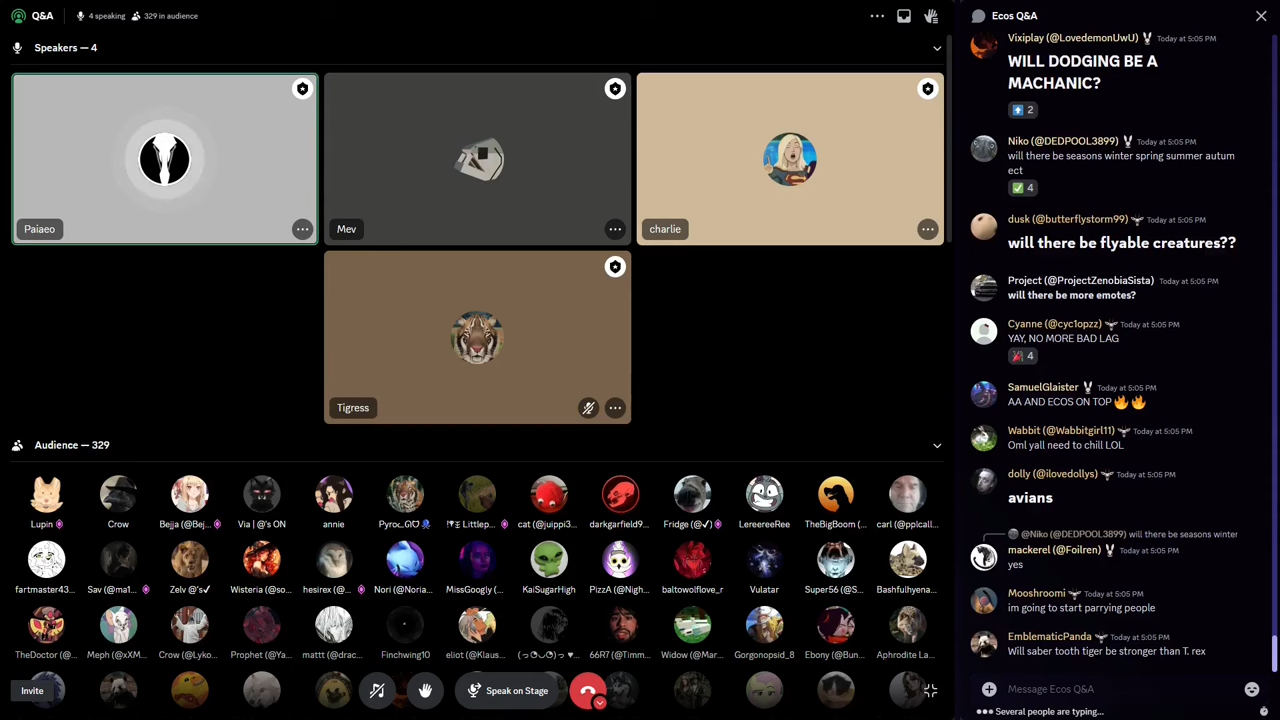 Q&A
4 speaking
329 in audience
Speakers — 4
Paiaeo
Mev
charlie
Tigress
Audience — 329
Lupin
Crow
Bejja (@Bej...
Via | @'s ON
annie
Littlep...
cat (@juippi3...
darkgarfield9...
Fridge (@✓)
LereereeRee
TheBigBoom (...
carl (@pplcall...
fartmaster43...
Sav (@ma1...
Zelv @'s✓
Wisteria (@so...
hesirex (@...
Nori (@Noria...
MissGoogly (...
KaiSugarHigh
PizzA (@Nigh...
baltowolflove_r
Vulatar
Super56 (@S...
Bashfulhyena...
TheDoctor (@...
Meph (@xXM...
Crow (@Lyko...
Prophet (@Ya...
mattt (@drac...
Finchwing10
eliot (@Klaus...
66R7 (@Timm...
Widow (@Mar...
Gorgonopsid_8
Ebony (@Bun...
Aphrodite La...
Invite
Speak on Stage
Ecos Q&A
Vixiplay (@LovedemonUwU) Today at 5:05 PM
WILL DODGING BE A
MACHANIC?
2
Niko (@DEDPOOL3899) Today at 5:05 PM
will there be seasons winter spring summer autum
ect
4
dusk (@butterflystorm99) Today at 5:05 PM
will there be flyable creatures??
Project (@ProjectZenobiaSista) Today at 5:05 PM
will there be more emotes?
Cyanne (@cyc1opzz) Today at 5:05 PM
YAY, NO MORE BAD LAG
4
SamuelGlaister Today at 5:05 PM
AA AND ECOS ON TOP 🔥 🔥
Wabbit (@Wabbitgirl11) Today at 5:05 PM
Oml yall need to chill LOL
dolly (@ilovedollys) Today at 5:05 PM
avians
@Niko (@DEDPOOL3899) will there be seasons winter
mackerel (@Foilren) Today at 5:05 PM
yes
Mooshroomi Today at 5:05 PM
im going to start parrying people
EmblematicPanda Today at 5:05 PM
Will saber tooth tiger be stronger than T. rex
Message Ecos Q&A
Several people are typing...